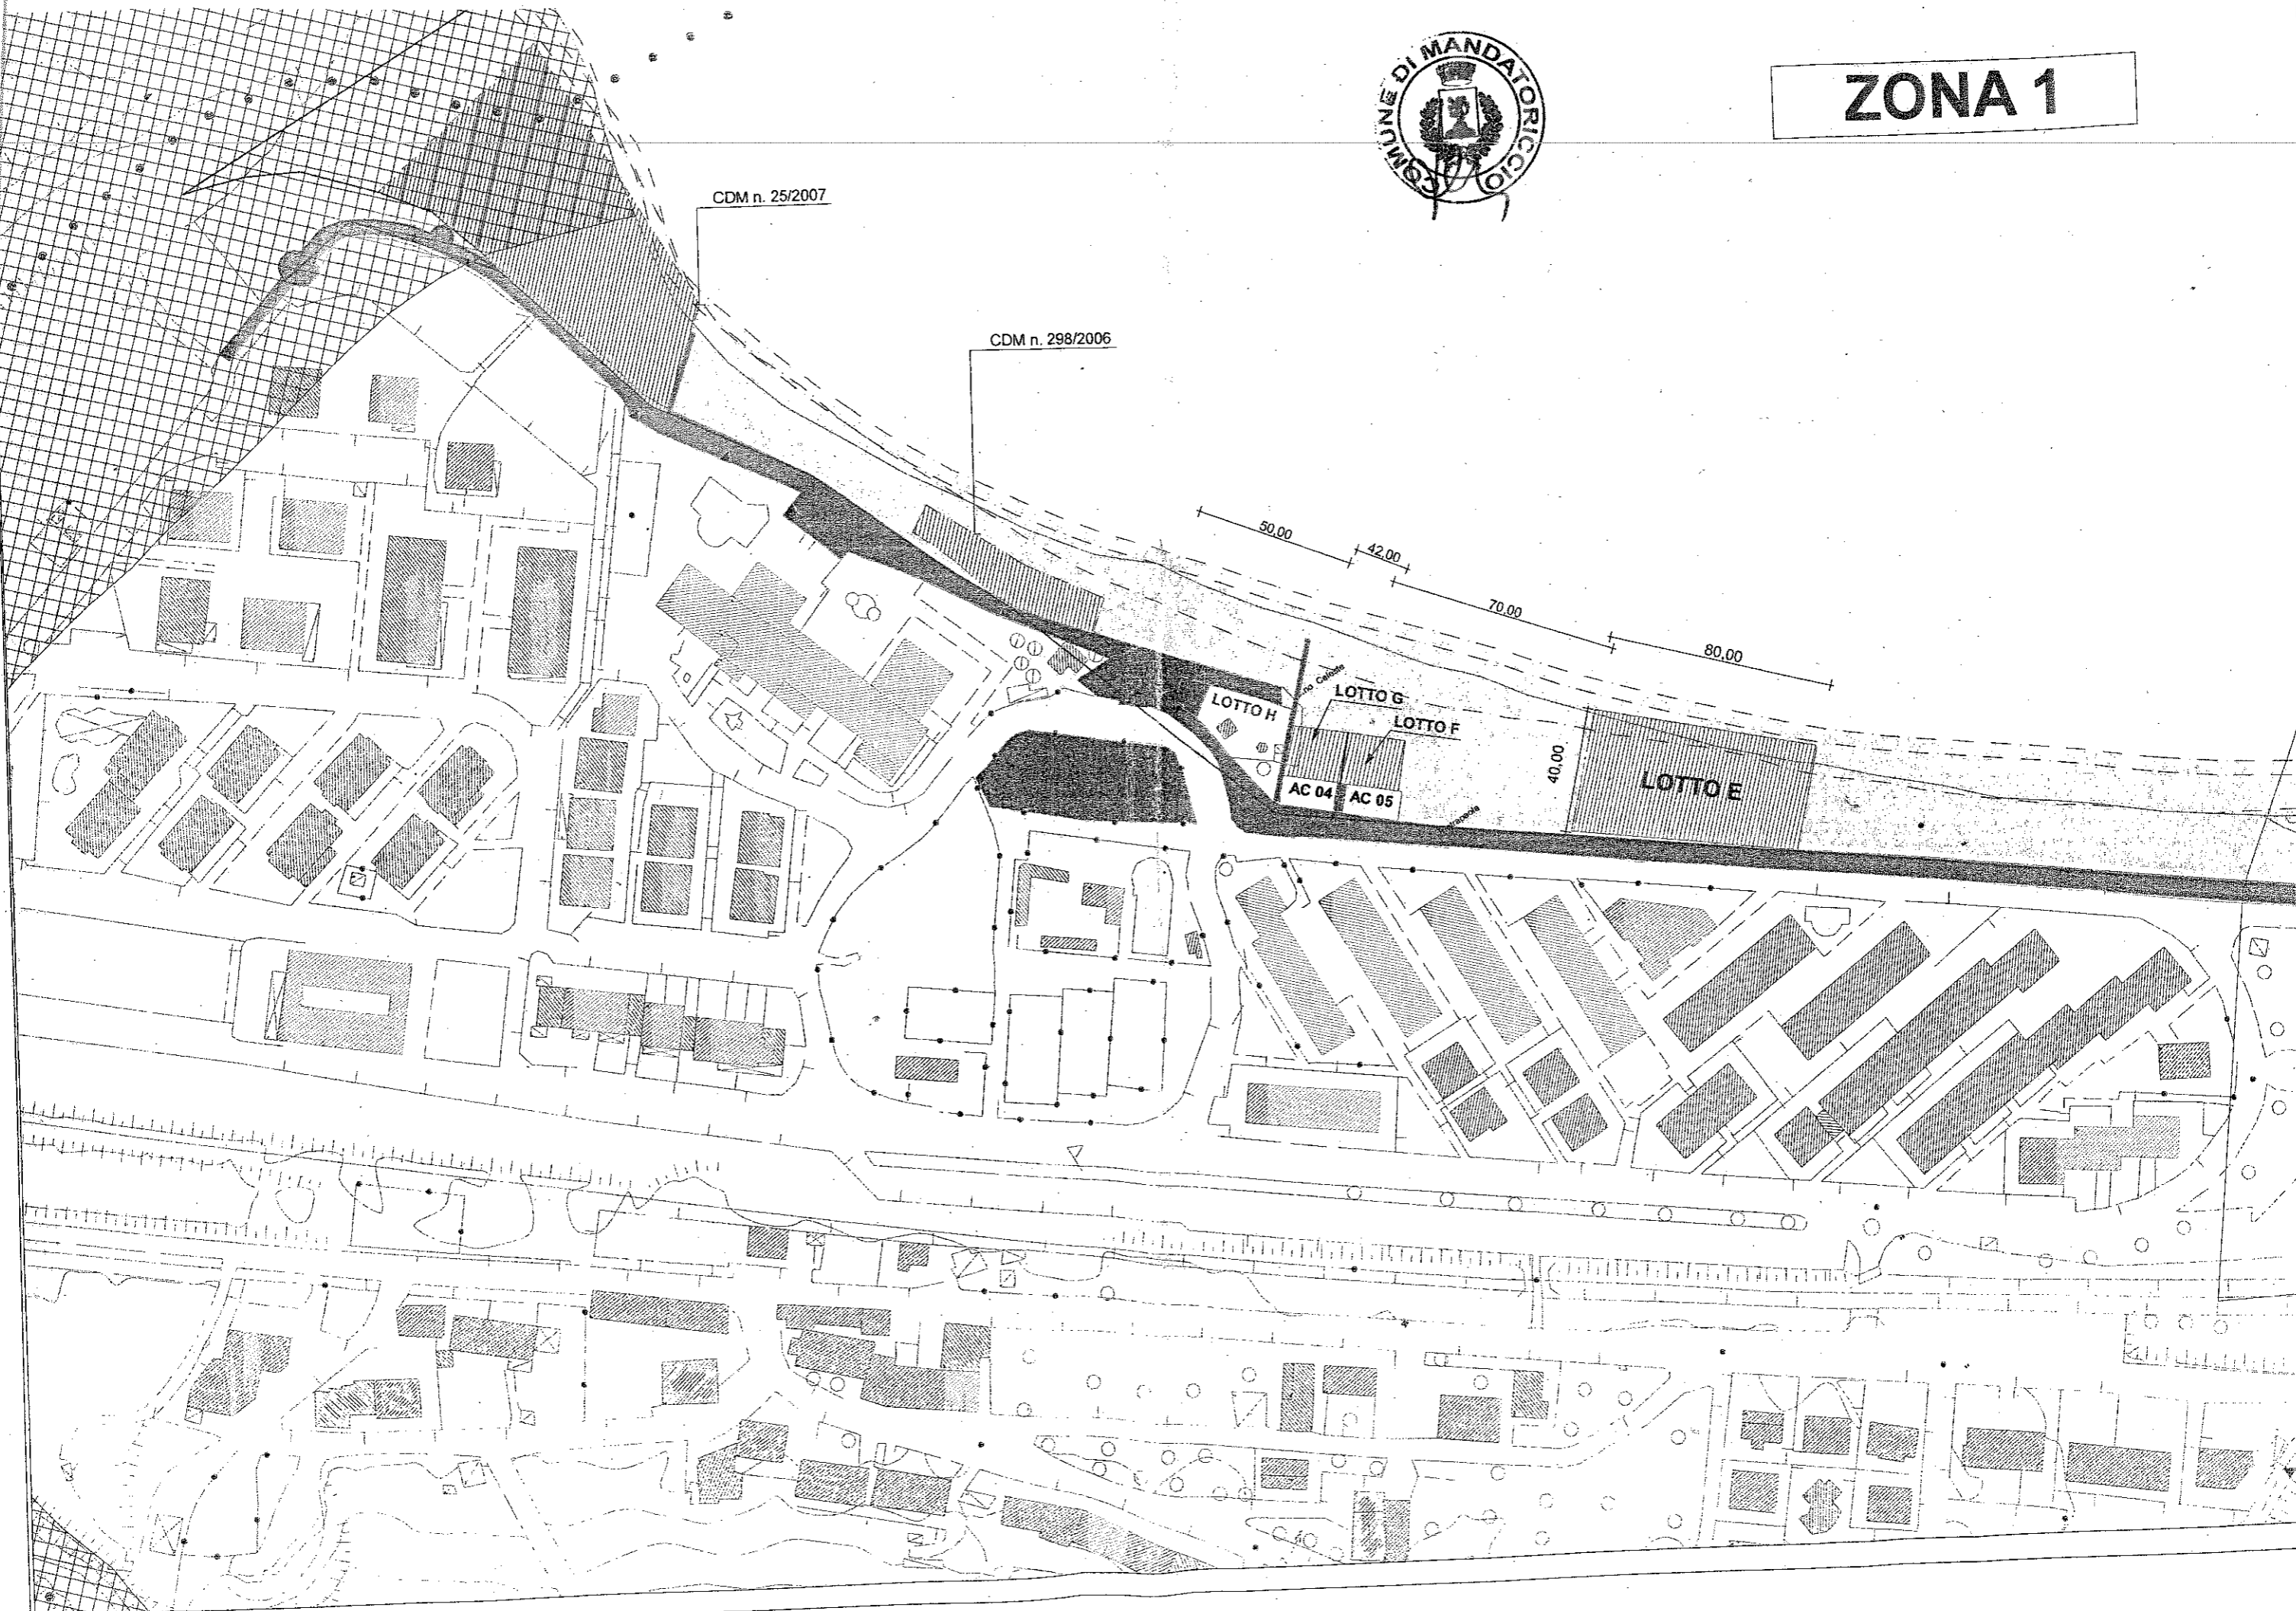 COMUNE DI MANDATORICCIO
ZONA 1
CDM n. 25/2007
CDM n. 298/2006
50,00
42,00
70,00
80,00
LOTTO H
LOTTO G
LOTTO F
40,00
LOTTO E
AC 04
AC 05